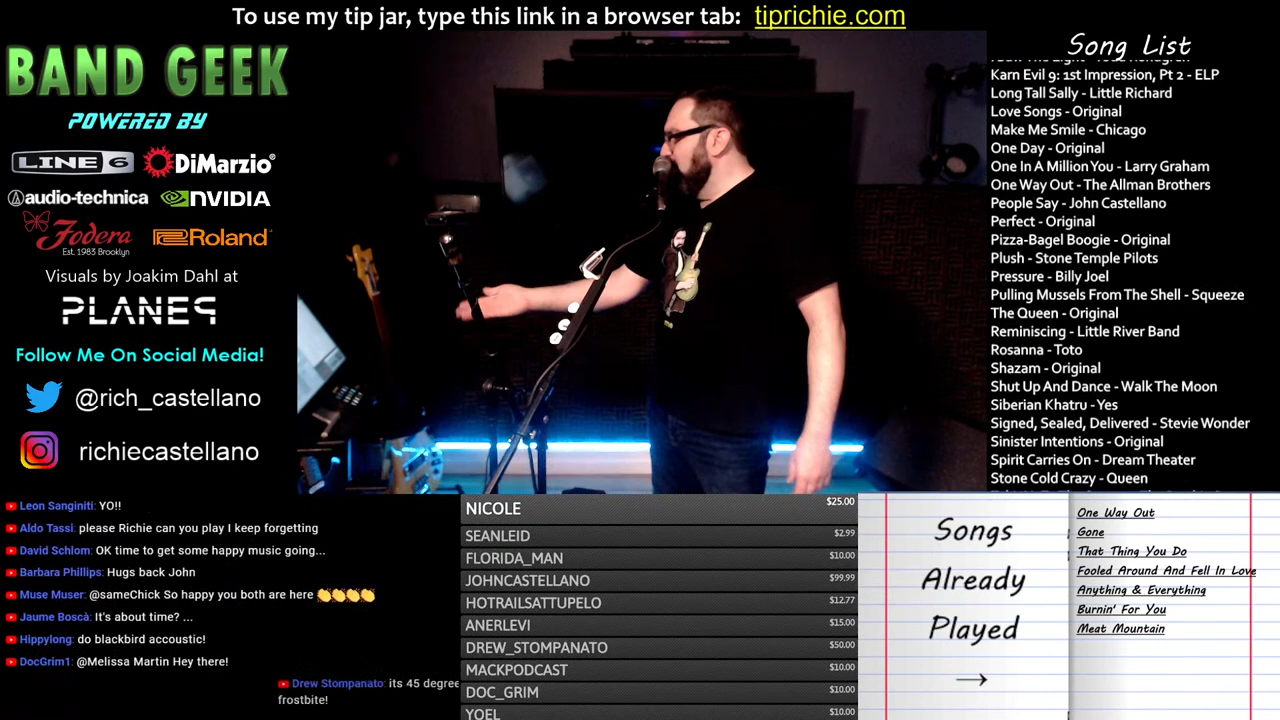 To use my tip jar, type this link in a browser tab: tiprichie.com
BAND GEEK
POWERED BY
LINE 6
DiMarzio®
audio-technica
NVIDIA
Fodera
Est. 1983 Brooklyn
Roland
Visuals by Joakim Dahl at
PLANE9
Follow Me On Social Media!
@rich_castellano
richiecastellano
Song List
Karn Evil 9: 1st Impression, Pt 2 - ELP
Long Tall Sally - Little Richard
Love Songs - Original
Make Me Smile - Chicago
One Day - Original
One In A Million You - Larry Graham
One Way Out - The Allman Brothers
People Say - John Castellano
Perfect - Original
Pizza-Bagel Boogie - Original
Plush - Stone Temple Pilots
Pressure - Billy Joel
Pulling Mussels From The Shell - Squeeze
The Queen - Original
Reminiscing - Little River Band
Rosanna - Toto
Shazam - Original
Shut Up And Dance - Walk The Moon
Siberian Khatru - Yes
Signed, Sealed, Delivered - Stevie Wonder
Sinister Intentions - Original
Spirit Carries On - Dream Theater
Stone Cold Crazy - Queen
Leon Sanginiti: YO!!
Aldo Tassi: please Richie can you play I keep forgetting
David Schlom: OK time to get some happy music going...
Barbara Phillips: Hugs back John
Muse Muser: @sameChick So happy you both are here 👏👏👏👏
Jaume Boscà: It's about time? ...
Hippylong: do blackbird accoustic!
DocGrim1: @Melissa Martin Hey there!
Drew Stompanato: its 45 degree
frostbite!
NICOLE $25.00
SEANLEID $2.99
FLORIDA_MAN $10.00
JOHNCASTELLANO $99.99
HOTRAILSATTUPELO $12.77
ANERLEVI $15.00
DREW_STOMPANATO $50.00
MACKPODCAST $10.00
DOC_GRIM $10.00
YOEL $10.00
Songs
Already
Played
→
One Way Out
Gone
That Thing You Do
Fooled Around And Fell In Love
Anything & Everything
Burnin' For You
Meat Mountain